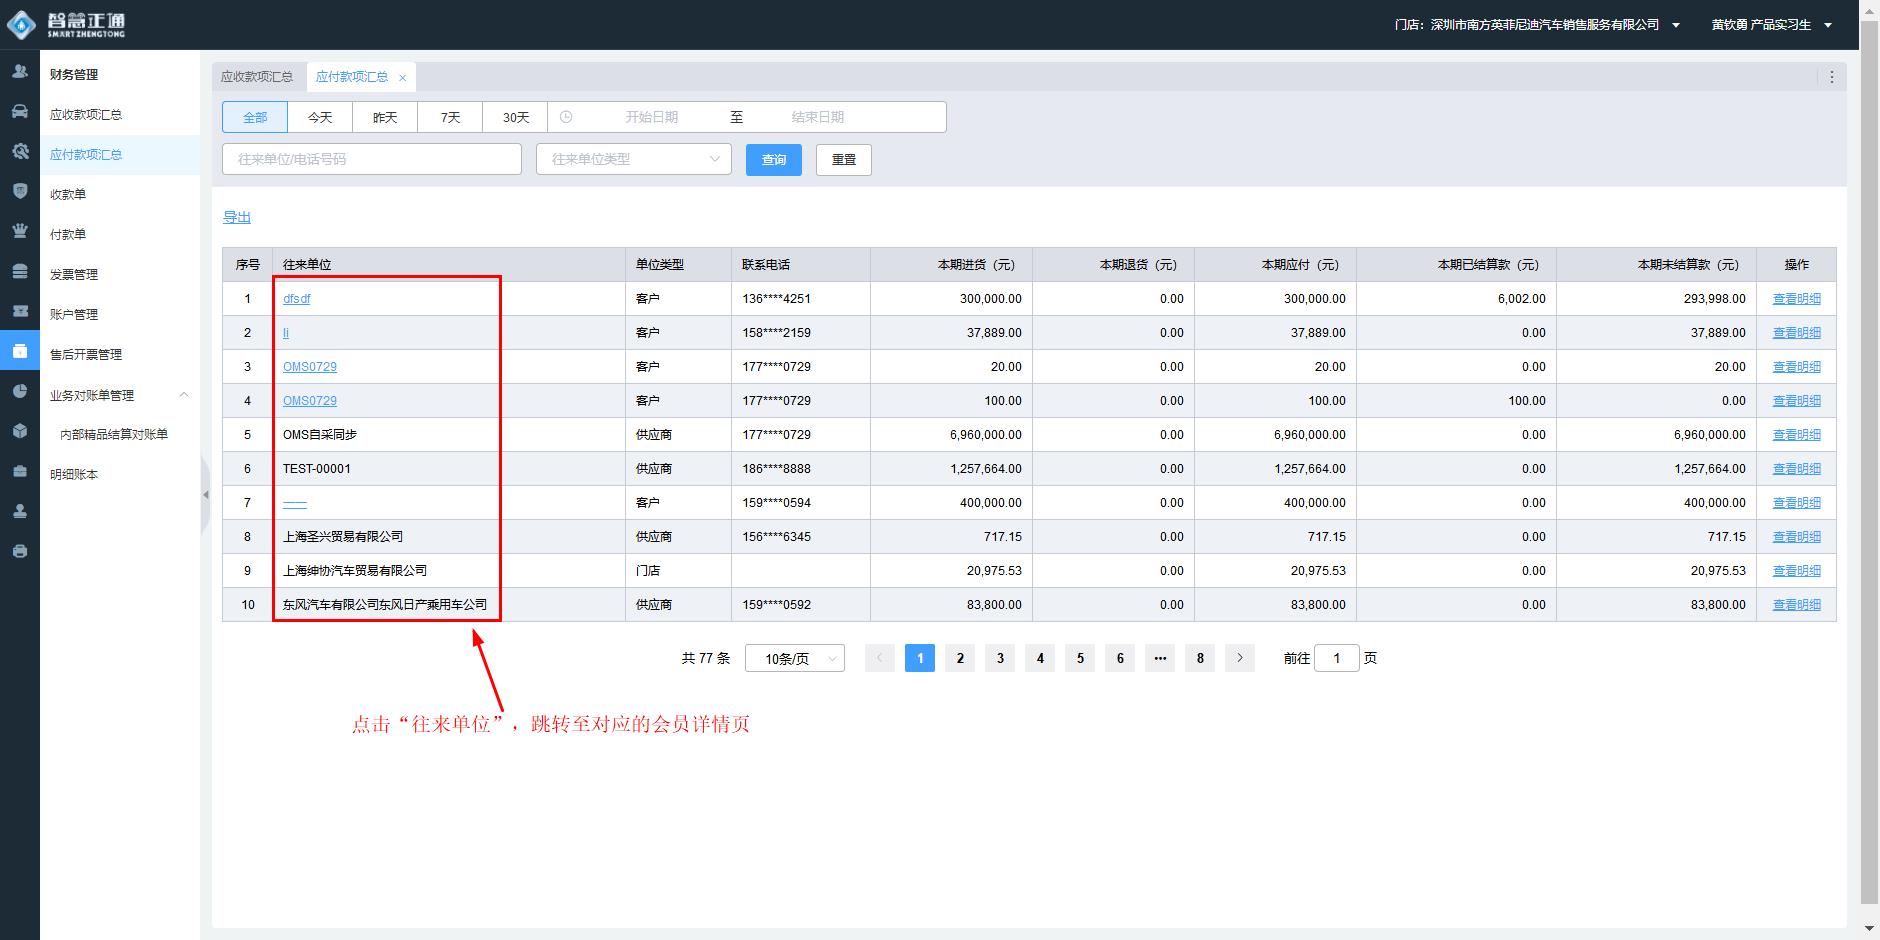 智慧正通
SMART ZHENGTONG
门店：深圳市南方英菲尼迪汽车销售服务有限公司
黄钦勇 产品实习生
财务管理
应收款项汇总
应付款项汇总
收款单
付款单
发票管理
账户管理
售后开票管理
业务对账单管理
内部精品结算对账单
明细账本
应收款项汇总 应付款项汇总 ×
全部 今天 昨天 7天 30天 开始日期 至 结束日期
往来单位/电话号码 往来单位类型 查询 重置
导出
序号 往来单位 单位类型 联系电话 本期进货（元） 本期退货（元） 本期应付（元） 本期已结算款（元） 本期未结算款（元） 操作
1 dfsdf 客户 136****4251 300,000.00 0.00 300,000.00 6,002.00 293,998.00 查看明细
2 li 客户 158****2159 37,889.00 0.00 37,889.00 0.00 37,889.00 查看明细
3 OMS0729 客户 177****0729 20.00 0.00 20.00 0.00 20.00 查看明细
4 OMS0729 客户 177****0729 100.00 0.00 100.00 100.00 0.00 查看明细
5 OMS自采同步 供应商 177****0729 6,960,000.00 0.00 6,960,000.00 0.00 6,960,000.00 查看明细
6 TEST-00001 供应商 186****8888 1,257,664.00 0.00 1,257,664.00 0.00 1,257,664.00 查看明细
7 一一 客户 159****0594 400,000.00 0.00 400,000.00 0.00 400,000.00 查看明细
8 上海圣兴贸易有限公司 供应商 156****6345 717.15 0.00 717.15 0.00 717.15 查看明细
9 上海绅协汽车贸易有限公司 门店 20,975.53 0.00 20,975.53 0.00 20,975.53 查看明细
10 东风汽车有限公司东风日产乘用车公司 供应商 159****0592 83,800.00 0.00 83,800.00 0.00 83,800.00 查看明细
共 77 条 10条/页 < 1 2 3 4 5 6 ••• 8 > 前往 1 页
点击“往来单位”，跳转至对应的会员详情页